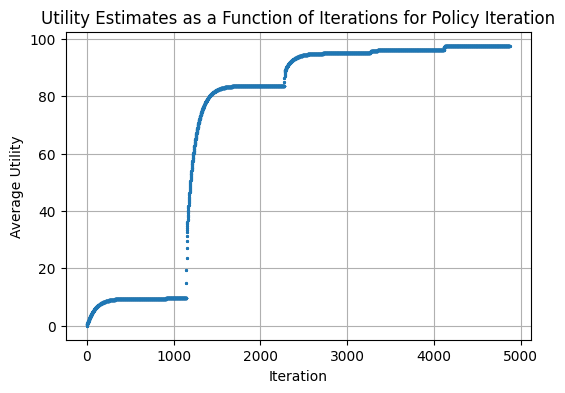 Utility Estimates as a Function of Iterations for Policy Iteration
100
80
60
40
20
0
Average Utility
0 1000 2000 3000 4000 5000
Iteration